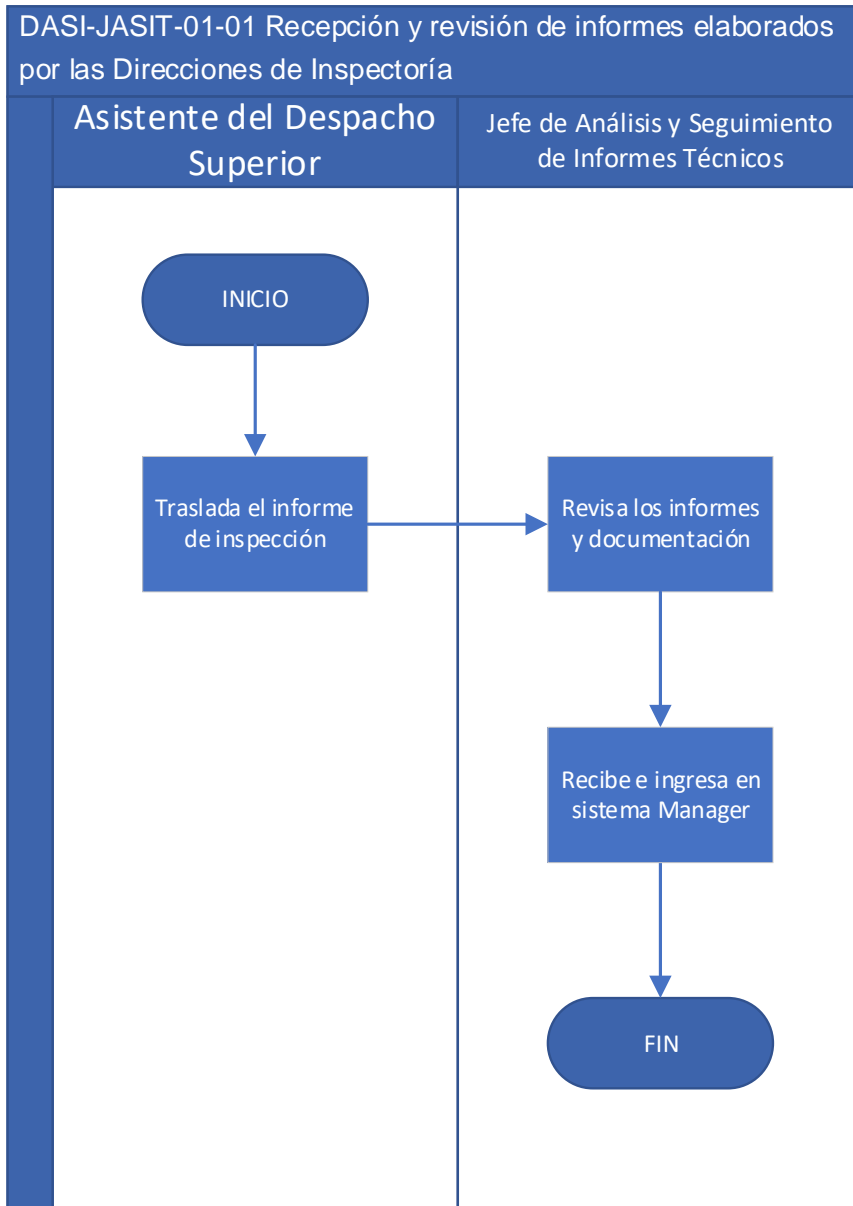 DASI-JASIT-01-01 Recepción y revisión de informes elaborados
por las Direcciones de Inspectoría
Asistente del Despacho
Superior
Jefe de Análisis y Seguimiento
de Informes Técnicos
INICIO
Traslada el informe
de inspección
Revisa los informes
y documentación
Recibe e ingresa en
sistema Manager
FIN